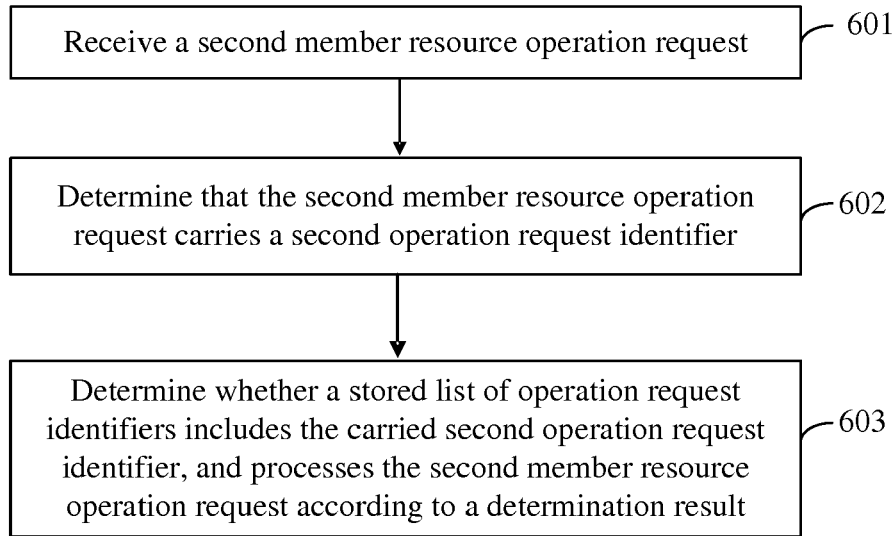 Receive a second member resource operation request
601
Determine that the second member resource operation
request carries a second operation request identifier
602
Determine whether a stored list of operation request
identifiers includes the carried second operation request
identifier, and processes the second member resource
operation request according to a determination result
603